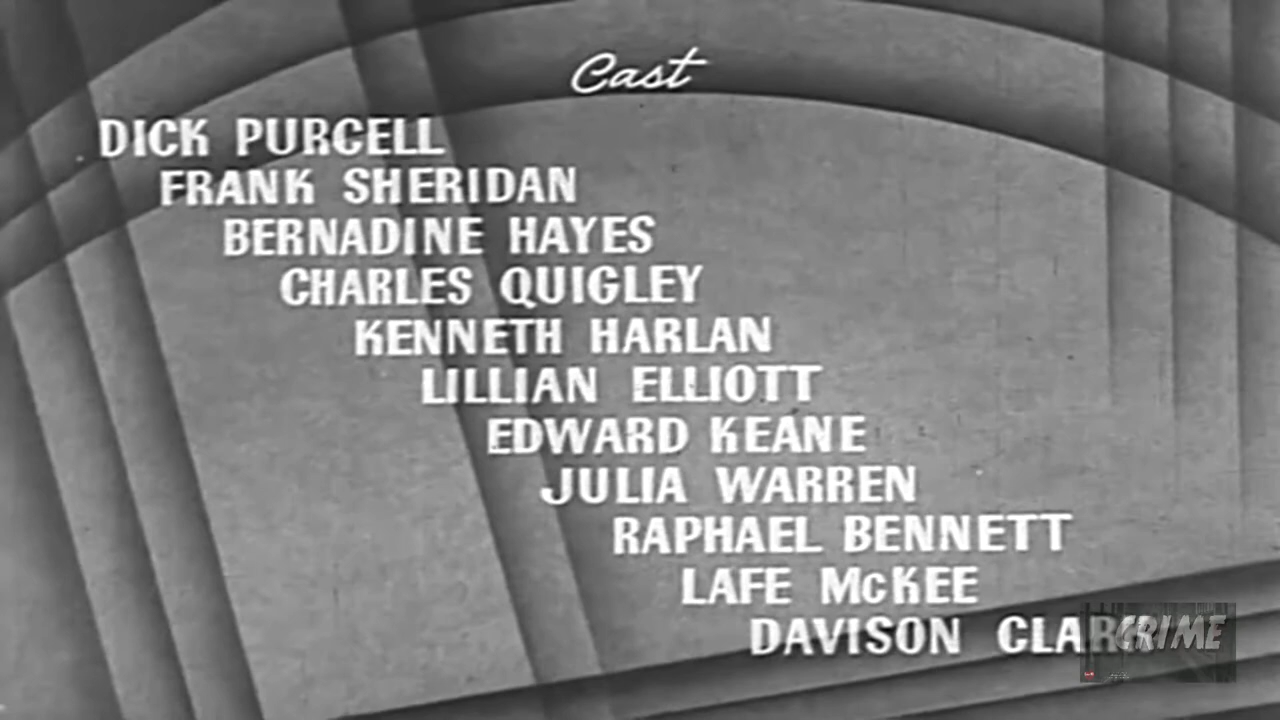 Cast
DICK PURCELL
FRANK SHERIDAN
BERNADINE HAYES
CHARLES QUIGLEY
KENNETH HARLAN
LILLIAN ELLIOTT
EDWARD KEANE
JULIA WARREN
RAPHAEL BENNETT
LAFE McKEE
DAVISON
CRIME